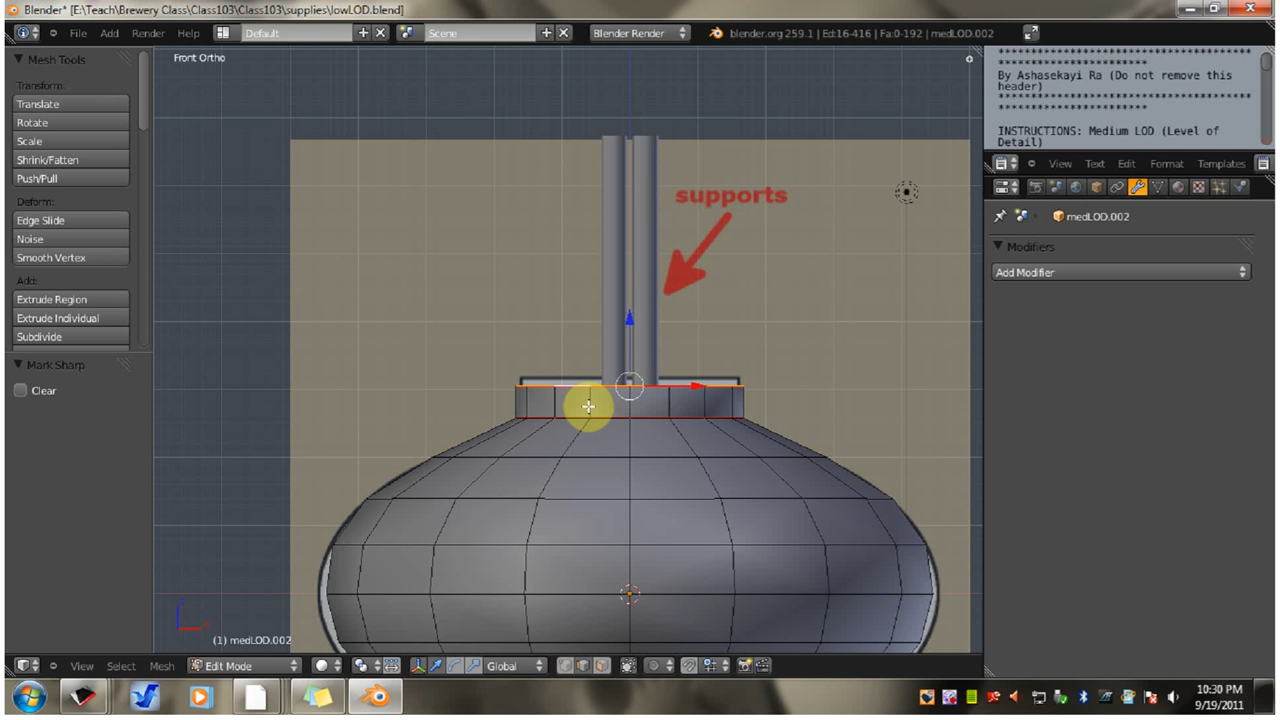 Blender* [E:\Teach\Brewery Class\Class103\Class103\supplies\lowLOD.blend]
File Add Render Help Default Scene Blender Render blender.org 259.1 | Ed:16-416 | Fa:0-192 | medLOD.002
Mesh Tools
Transform:
Translate
Rotate
Scale
Shrink/Fatten
Push/Pull
Deform:
Edge Slide
Noise
Smooth Vertex
Add:
Extrude Region
Extrude Individual
Subdivide
Mark Sharp
Clear
Front Ortho
supports
(1) medLOD.002
View Select Mesh Edit Mode Global
****************************************
***********************
By Ashasekayi Ra (Do not remove this
header)
****************************************
***********************
INSTRUCTIONS: Medium LOD (Level of
Detail)
View Text Edit Format Templates
medLOD.002
Modifiers
Add Modifier
10:30 PM
9/19/2011